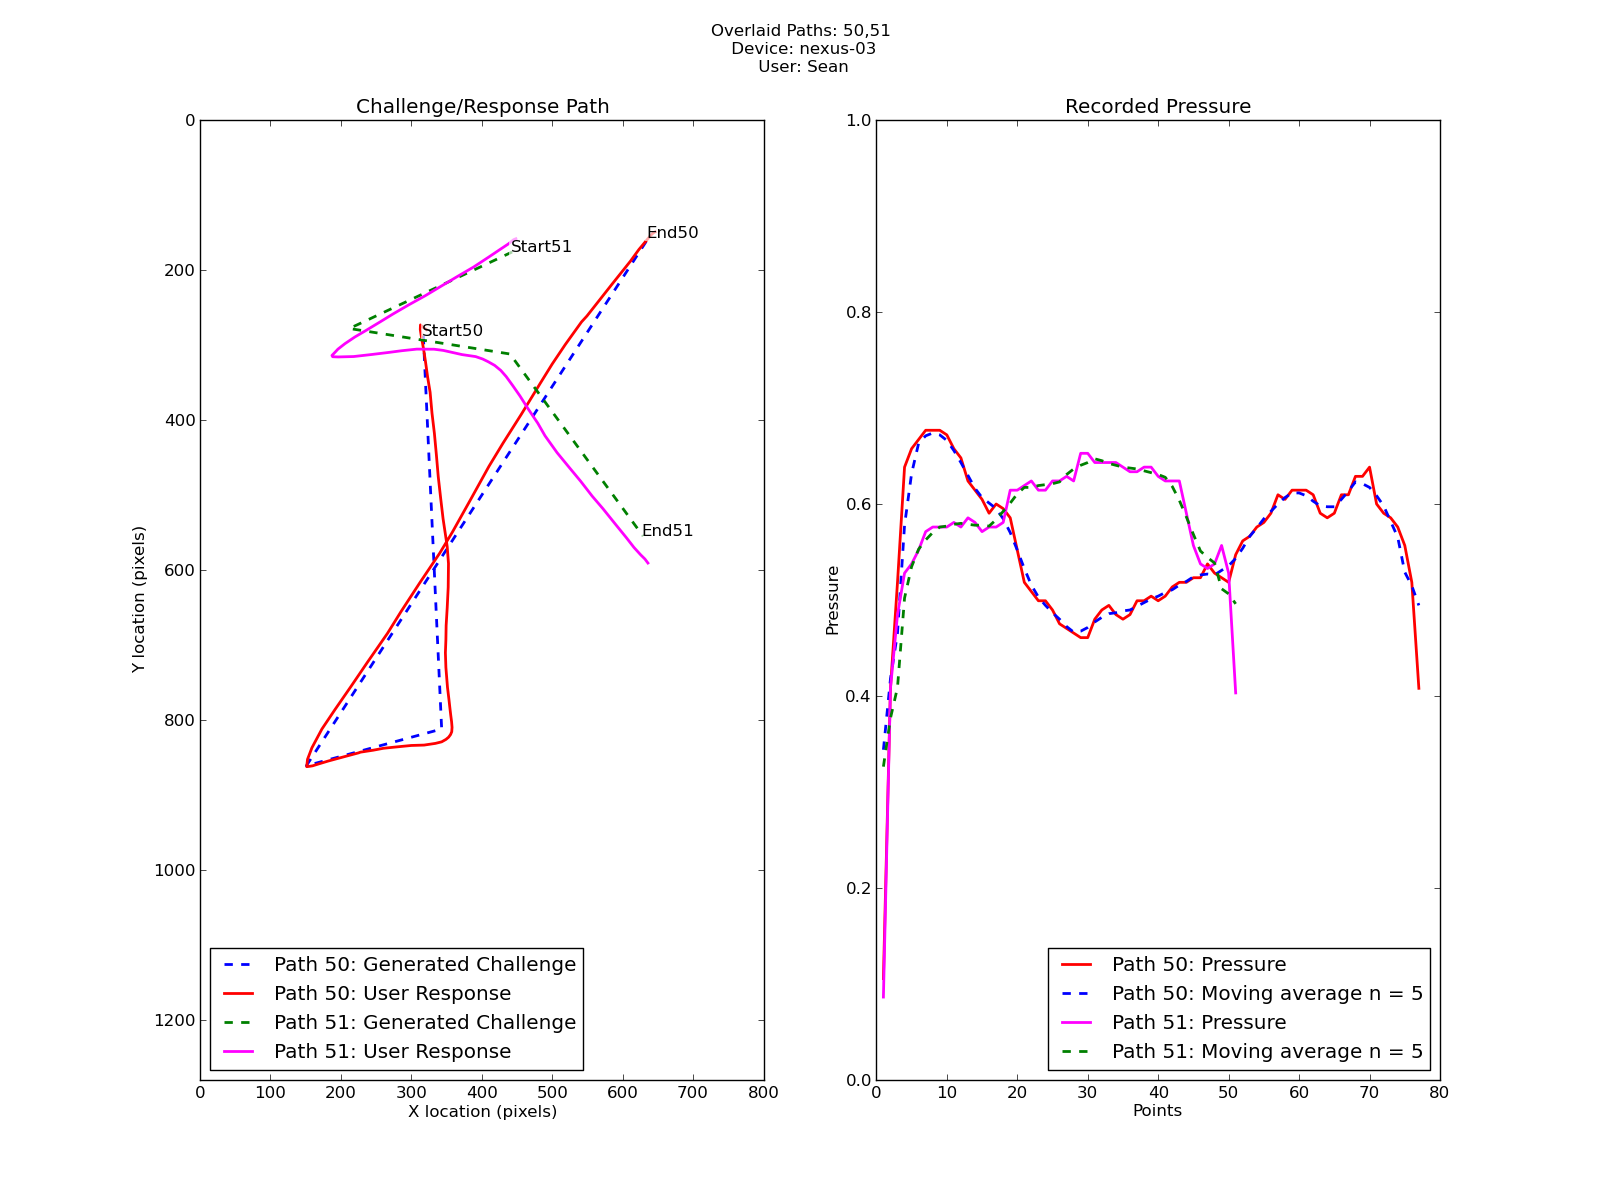 Overlaid Paths: 50,51
Device: nexus-03
User: Sean
Challenge/Response Path
0
200
400
600
800
1000
1200
Y location (pixels)
Start51
End50
Start50
End51
Path 50: Generated Challenge
Path 50: User Response
Path 51: Generated Challenge
Path 51: User Response
0 100 200 300 400 500 600 700 800
X location (pixels)
Recorded Pressure
1.0
0.8
0.6
0.4
0.2
0.0
Pressure
Path 50: Pressure
Path 50: Moving average n = 5
Path 51: Pressure
Path 51: Moving average n = 5
0 10 20 30 40 50 60 70 80
Points